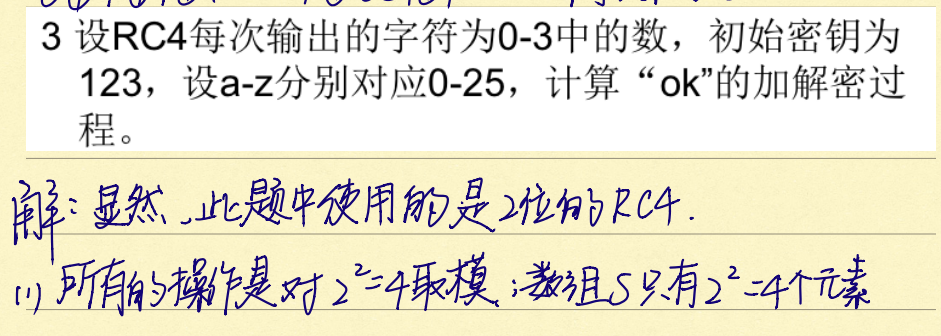 3 设RC4每次输出的字符为0-3中的数，初始密钥为
123，设a-z分别对应0-25，计算“ok”的加解密过
程。
解：显然，此题中使用的是2位的RC4.
(1) 所有的操作是对2²=4取模；数组S只有2²=4个元素